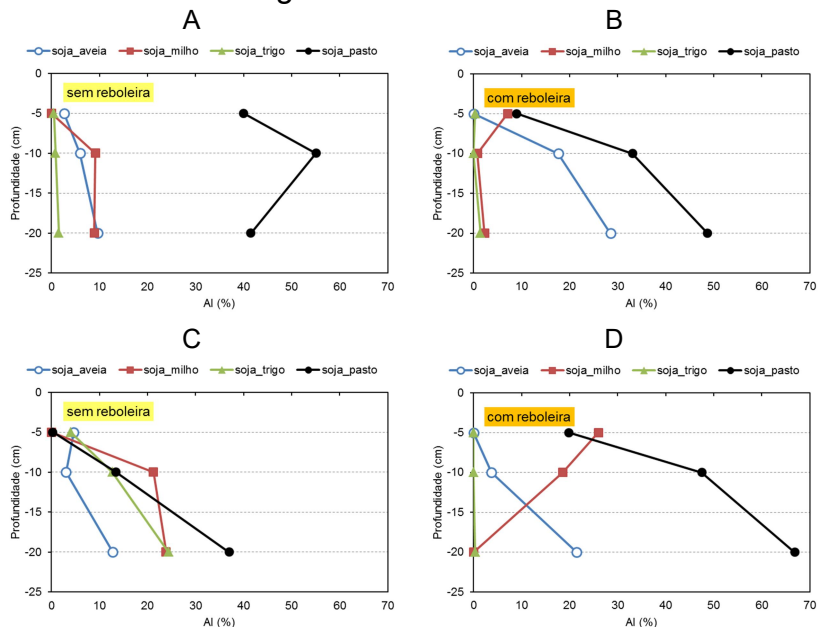 A
soja_aveia soja_milho soja_trigo soja_pasto
sem reboleira
Profundidade (cm)
0
-5
-10
-15
-20
-25
0 10 20 30 40 50 60 70
Al (%)
B
soja_aveia soja_milho soja_trigo soja_pasto
com reboleira
Profundidade (cm)
0
-5
-10
-15
-20
-25
0 10 20 30 40 50 60 70
Al (%)
C
soja_aveia soja_milho soja_trigo soja_pasto
sem reboleira
Profundidade (cm)
0
-5
-10
-15
-20
-25
0 10 20 30 40 50 60 70
Al (%)
D
soja_aveia soja_milho soja_trigo soja_pasto
com reboleira
Profundidade (cm)
0
-5
-10
-15
-20
-25
0 10 20 30 40 50 60 70
Al (%)